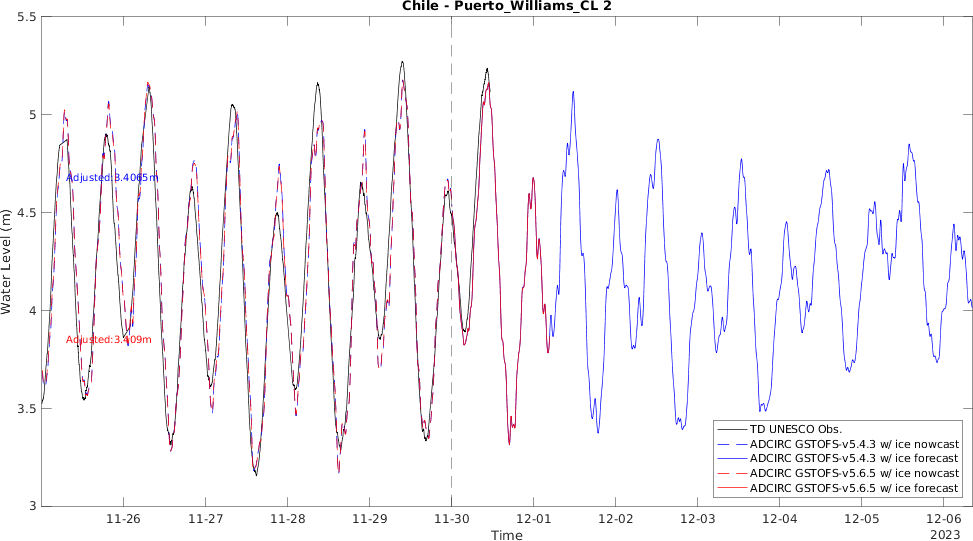 Chile - Puerto_Williams_CL 2
5.5
5
4.5
4
3.5
3
Water Level (m)
Adjusted:3.4065m
Adjusted:3.409m
TD UNESCO Obs.
ADCIRC GSTOFS-v5.4.3 w/ ice nowcast
ADCIRC GSTOFS-v5.4.3 w/ ice forecast
ADCIRC GSTOFS-v5.6.5 w/ ice nowcast
ADCIRC GSTOFS-v5.6.5 w/ ice forecast
11-26 11-27 11-28 11-29 11-30 12-01 12-02 12-03 12-04 12-05 12-06
Time 2023